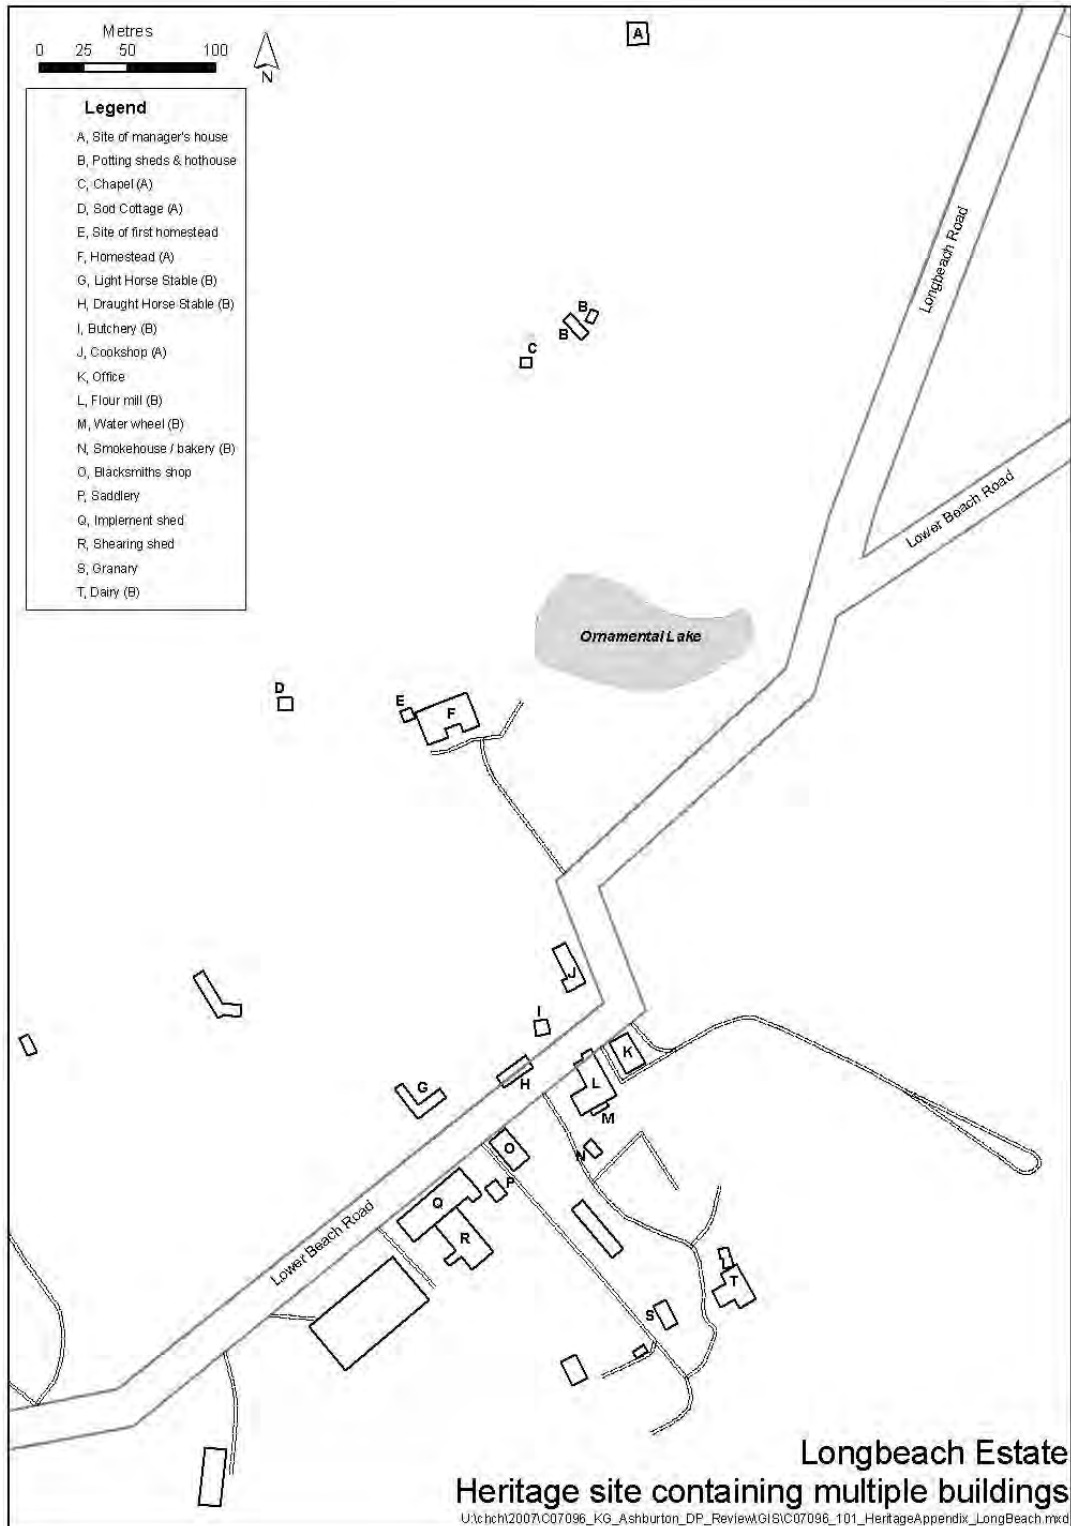 Metres
0 25 50 100
N
Legend
A, Site of manager's house
B, Potting sheds & hothouse
C, Chapel (A)
D, Sod Cottage (A)
E, Site of first homestead
F, Homestead (A)
G, Light Horse Stable (B)
H, Draught Horse Stable (B)
I, Butchery (B)
J, Cookshop (A)
K, Office
L, Flour mill (B)
M, Water wheel (B)
N, Smokehouse / bakery (B)
O, Blacksmiths shop
P, Saddlery
Q, Implement shed
R, Shearing shed
S, Granary
T, Dairy (B)
A
Longbeach Road
B
B
C
Lower Beach Road
Ornamental Lake
D
E
F
J
I
K
H
L
G
M
O
N
P
Q
R
Lower Beach Road
T
S
Longbeach Estate
Heritage site containing multiple buildings
U:\chch\2007\C07096_KG_Ashburton_DP_Review\GIS\C07096_101_HeritageAppendix_LongBeach.mxd